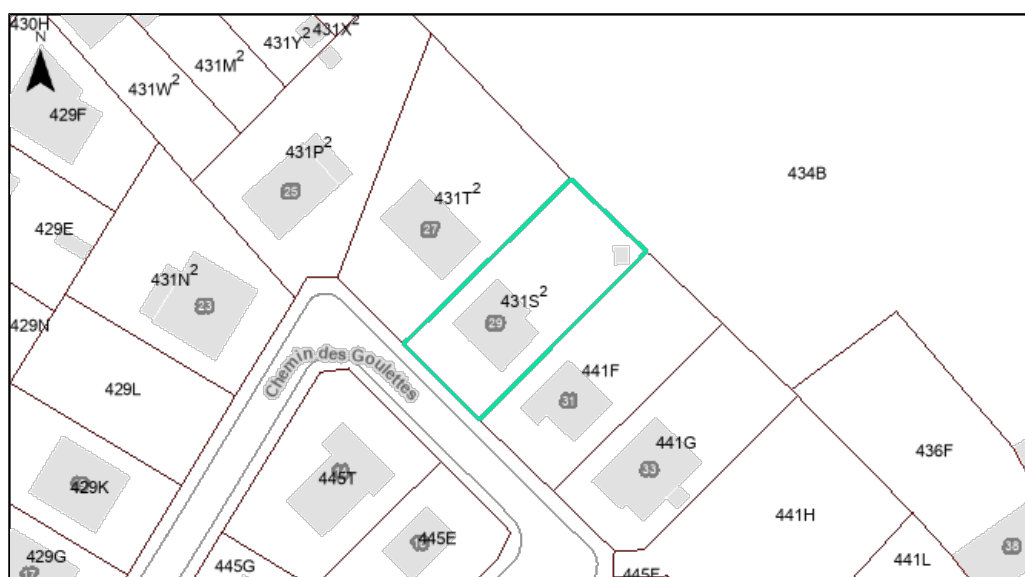 430H
N
431Y²
431X²
431M²
431W²
429F
431P²
25
434B
431T²
27
429E
431N²
23
431S²
29
429N
Chemin des Goulettes
441F
31
429L
441G
33
436F
445T
429K
441H
445E
38
429G
17
445G
441L
445F